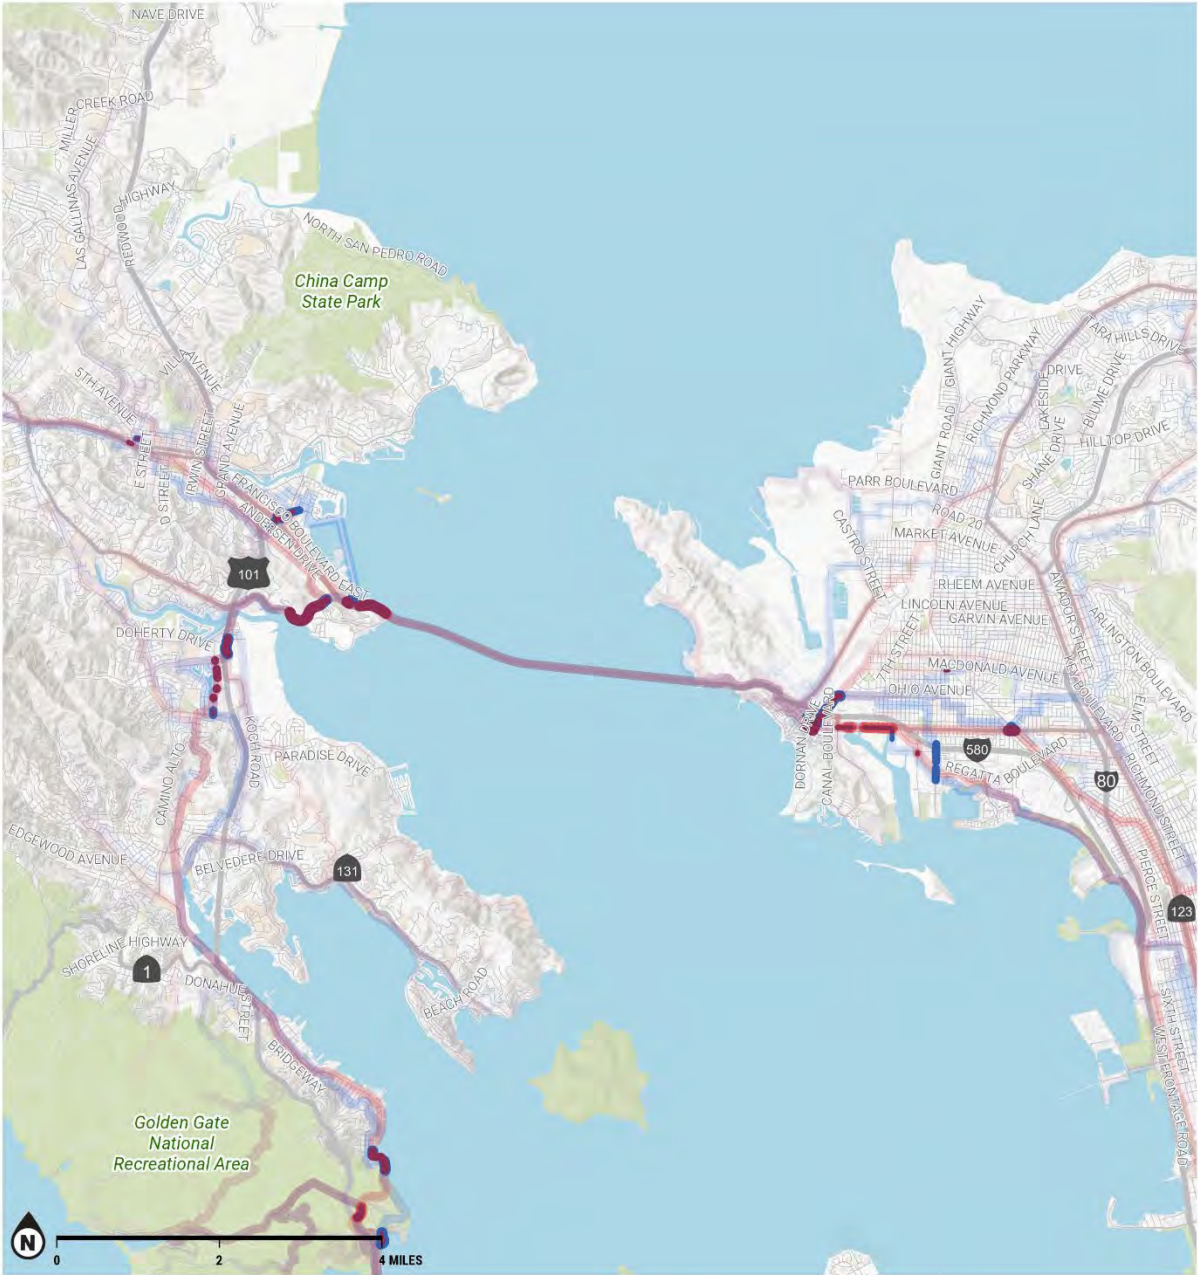 NAVE DRIVE
MILLER
CREEK ROAD
LAS GALLINAS AVENUE
REDWOOD
HIGHWAY
NORTH SAN PEDRO ROAD
China Camp
State Park
GIANT HIGHWAY
TARA HILLS DRIVE
RICHMOND PARKWAY
LAKESIDE
DRIVE
BLUME DRIVE
VILLA
AVENUE
5TH AVENUE
HILLTOP DRIVE
GIANT ROAD
SHANE DRIVE
E STREET
D STREET
IRWIN STREET
GRAND AVENUE
PARR BOULEVARD
ROAD 20
FRANCISCO BOULEVARD EAST
ANDERSEN DRIVE
CASTRO STREET
MARKET AVENUE
CHURCH LANE
101
RHEEM AVENUE
AMADOR STREET
LINCOLN AVENUE
GARVIN AVENUE
ARLINGTON BOULEVARD
DOHERTY DRIVE
7TH STREET
MACDONALD AVENUE
KEY BOULEVARD
OHIO AVENUE
ELM STREET
DORNAN DRIVE
CANAL BOULEVARD
KOCH ROAD
PARADISE DRIVE
580
REGATTA BOULEVARD
80
RICHMOND STREET
CAMINO ALTO
EDGEWOOD AVENUE
BELVEDERE DRIVE
131
PIERCE STREET
123
SHORELINE HIGHWAY
1
DONAHUE STREET
BEACH ROAD
SIXTH STREET
WEST FRONTAGE ROAD
BRIDGEWAY
Golden Gate
National
Recreational Area
N
0
2
4 MILES